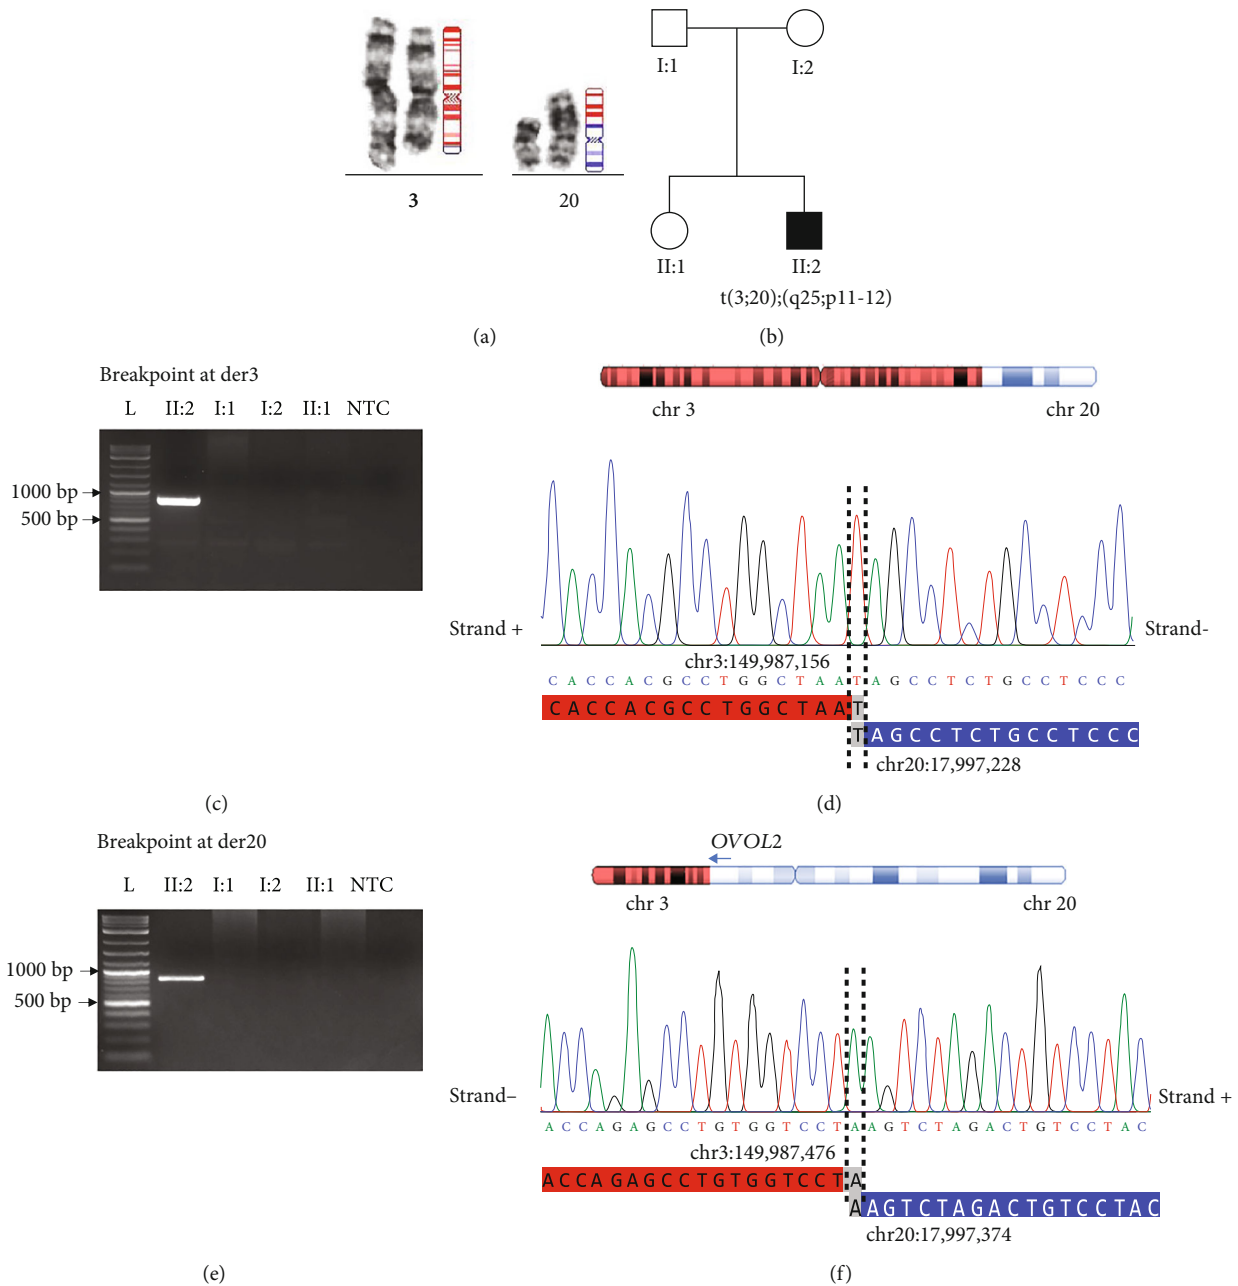 3
20
(a)
I:1
I:2
II:1
II:2
t(3;20);(q25;p11-12)
(b)
Breakpoint at der3
L II:2 I:1 I:2 II:1 NTC
1000 bp
500 bp
(c)
chr 3
chr 20
Strand +
Strand-
chr3:149,987,156
C A C C A C G C C T G G C T A A T A G C C T C T G C C T C C C
C A C C A C G C C T G G C T A A T
T A G C C T C T G C C T C C C
chr20:17,997,228
(d)
Breakpoint at der20
L II:2 I:1 I:2 II:1 NTC
1000 bp
500 bp
(e)
OVOL2
chr 3
chr 20
Strand–
Strand +
A C C A G A G C C T G T G G T C C T A A G T C T A G A C T G T C C T A C
chr3:149,987,476
A C C A G A G C C T G T G G T C C T A
A A G T C T A G A C T G T C C T A C
chr20:17,997,374
(f)